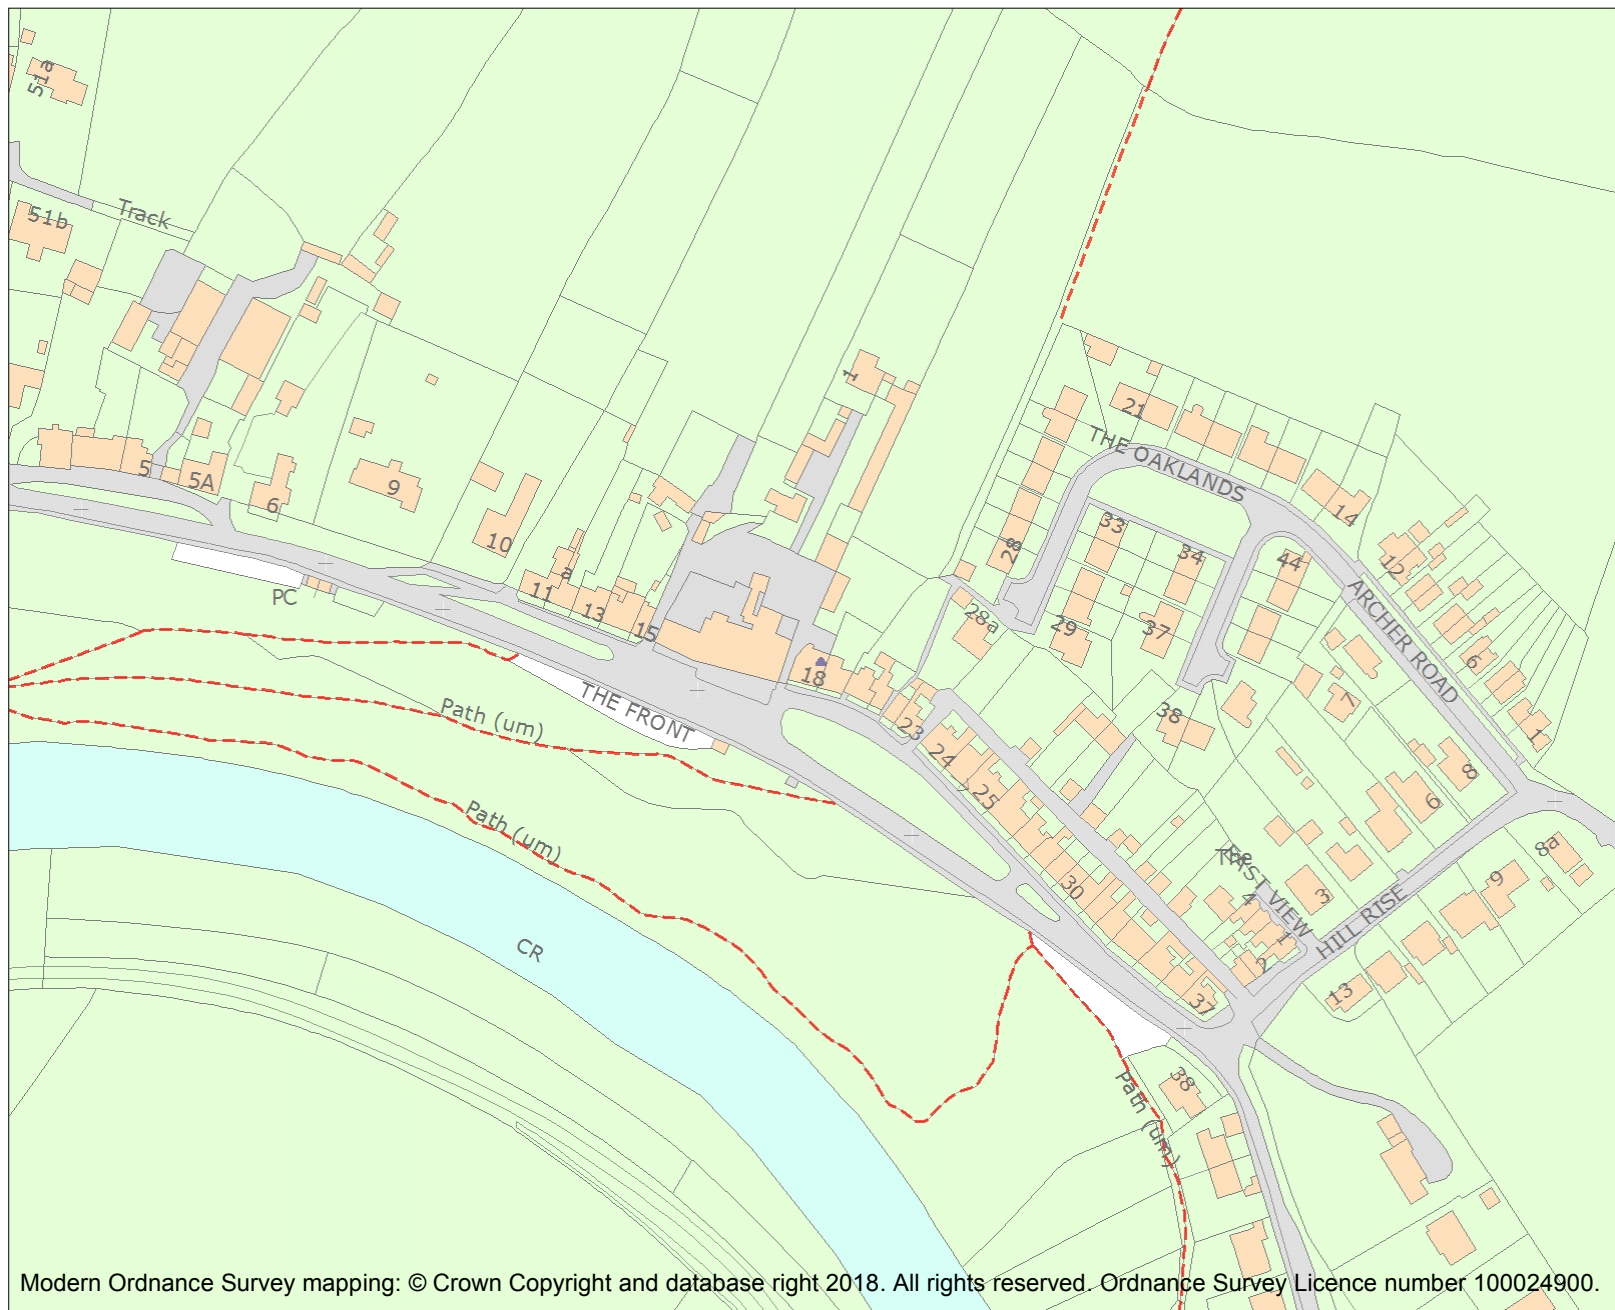 51a
51b
Track
5
5A
6
9
10
11
a
13
15
PC
1
18
THE FRONT
Path (um)
Path (um)
CR
21
THE OAKLANDS
14
28
33
34
44
12
28a
29
37
ARCHER ROAD
6
7
1
38
23
24
25
30
8
6
The
EAST VIEW
4
1
2
3
HILL RISE
8a
9
13
37
38
Path (um)
Modern Ordnance Survey mapping: © Crown Copyright and database right 2018. All rights reserved. Ordnance Survey Licence number 100024900.